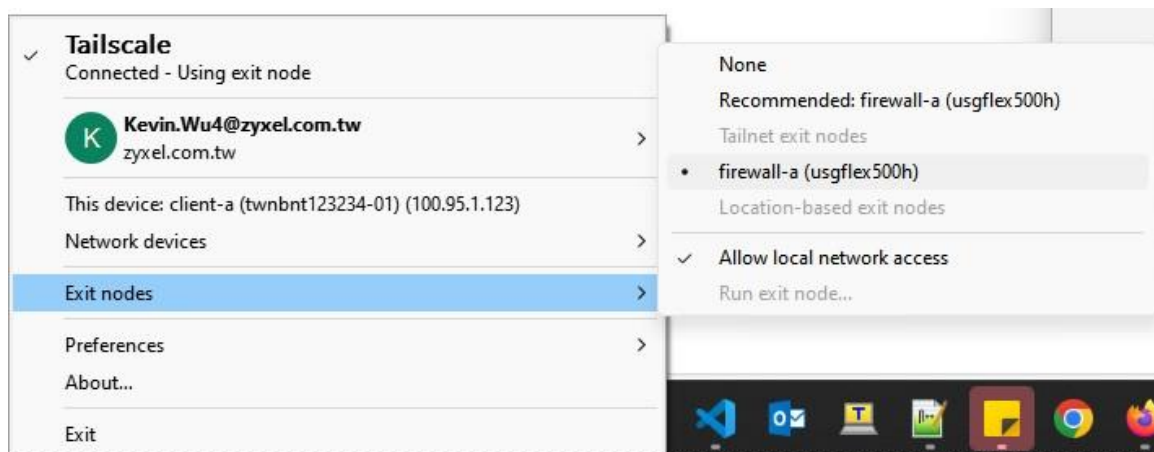 Tailscale
Connected - Using exit node
K
Kevin.Wu4@zyxel.com.tw
zyxel.com.tw
This device: client-a (twnbnt123234-01) (100.95.1.123)
Network devices
Exit nodes
Preferences
About...
Exit
None
Recommended: firewall-a (usgflex500h)
Tailnet exit nodes
firewall-a (usgflex500h)
Location-based exit nodes
Allow local network access
Run exit node...